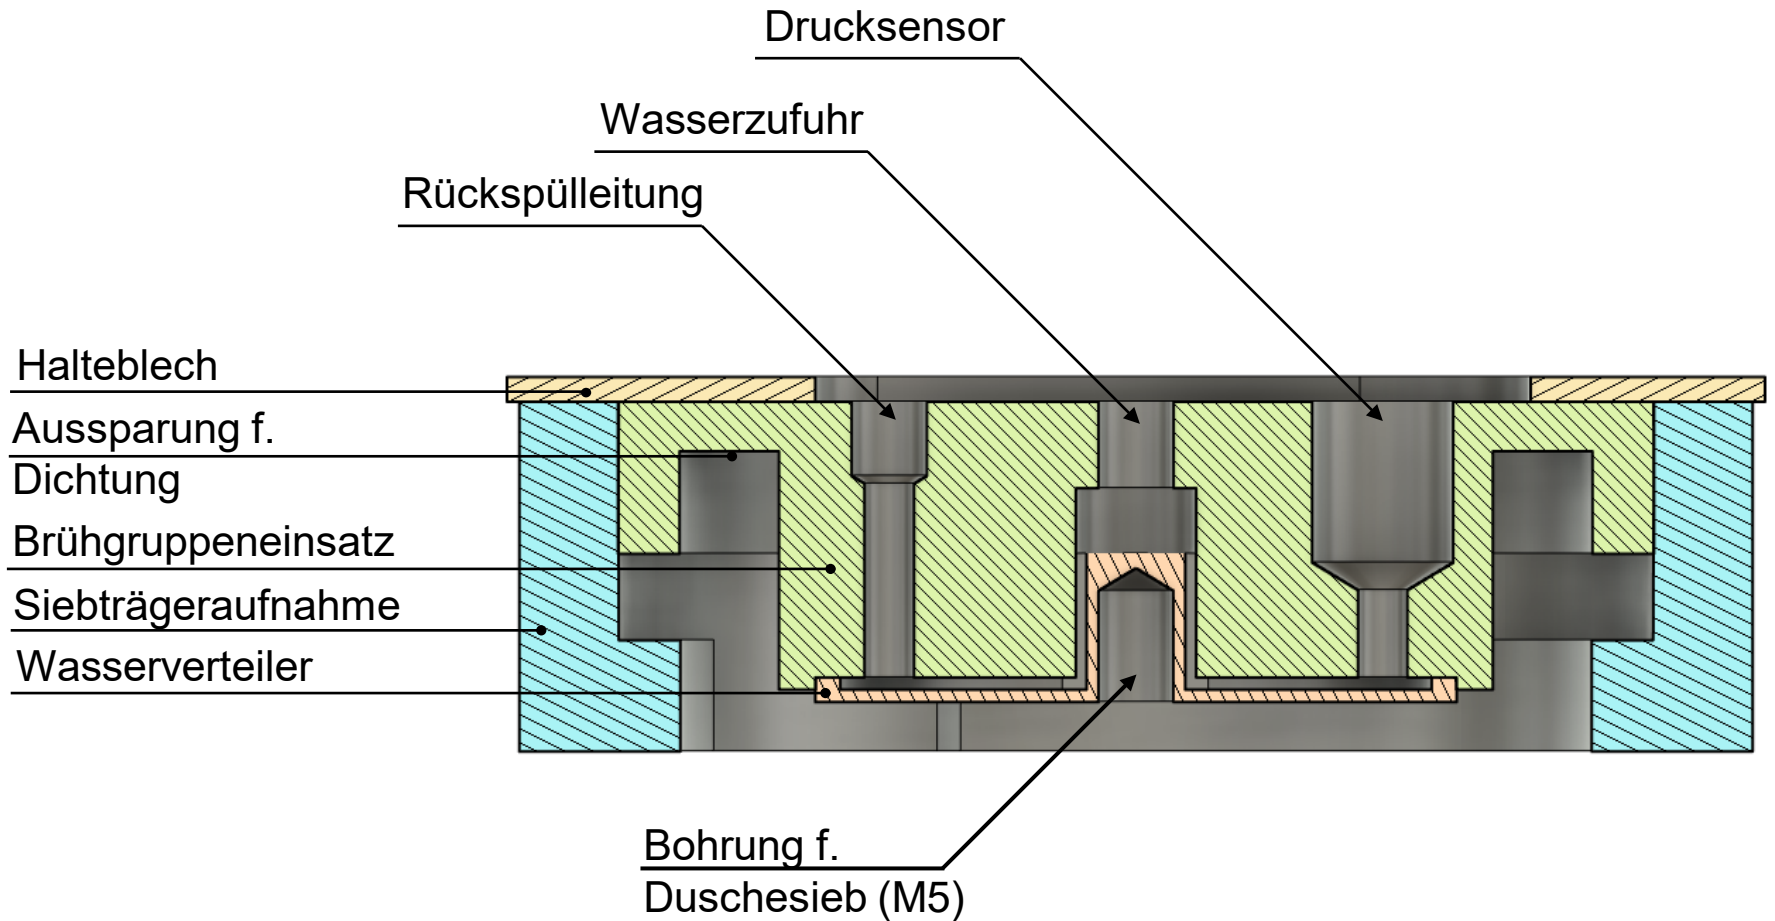 Drucksensor
Wasserzufuhr
Rückspülleitung
Halteblech
Aussparung f.
Dichtung
Brühgruppeneinsatz
Siebträgeraufnahme
Wasserverteiler
Bohrung f.
Duschesieb (M5)